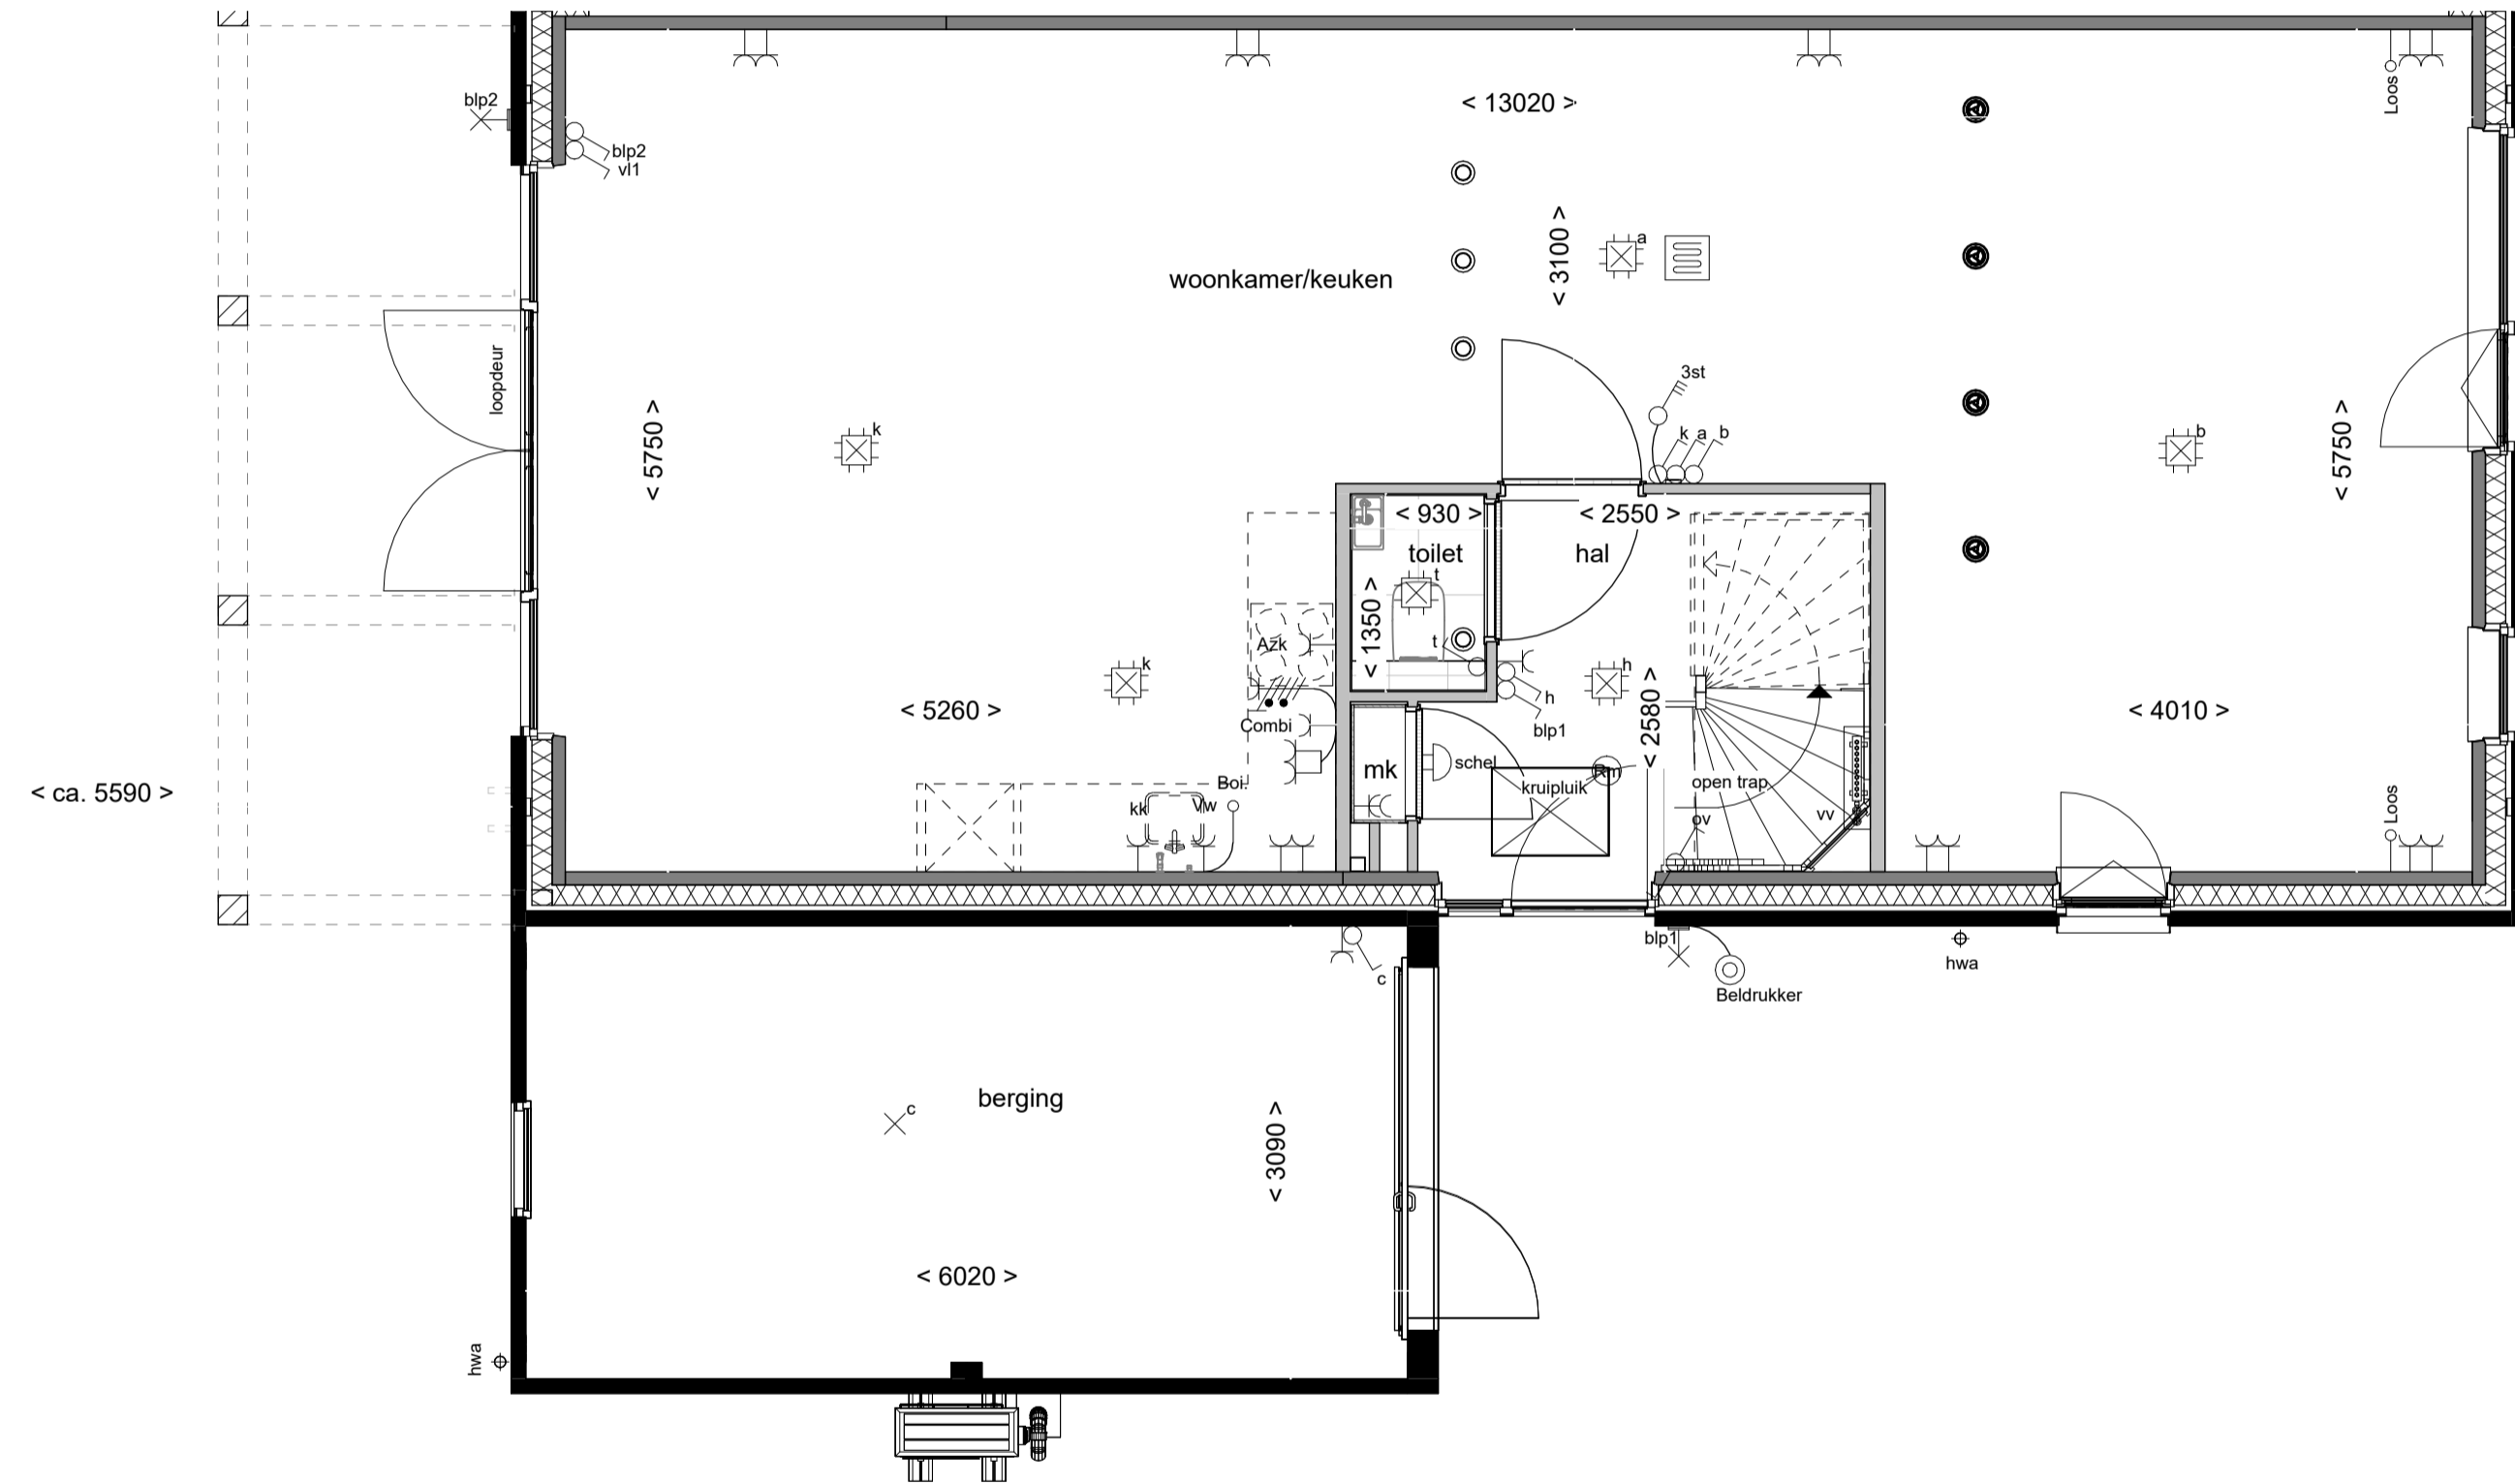 blp2
< 13020 >
Loos
blp2
vl1
a
< 3100 >
woonkamer/keuken
loopdeur
3st
k
k a b
b
< 5750 >
< 5750 >
< 930 >
< 2550 >
toilet
hal
t
< 1350 >
Azk
t
k
h
h
< 5260 >
Combi
blp1
< 2580 >
< 4010 >
mk
schel
kruipluik
Rm
open trap
< ca. 5590 >
Boi.
kk
Vw
ov
vv
Loos
blp1
c
hwa
Beldrukker
berging
c
< 3090 >
< 6020 >
hwa